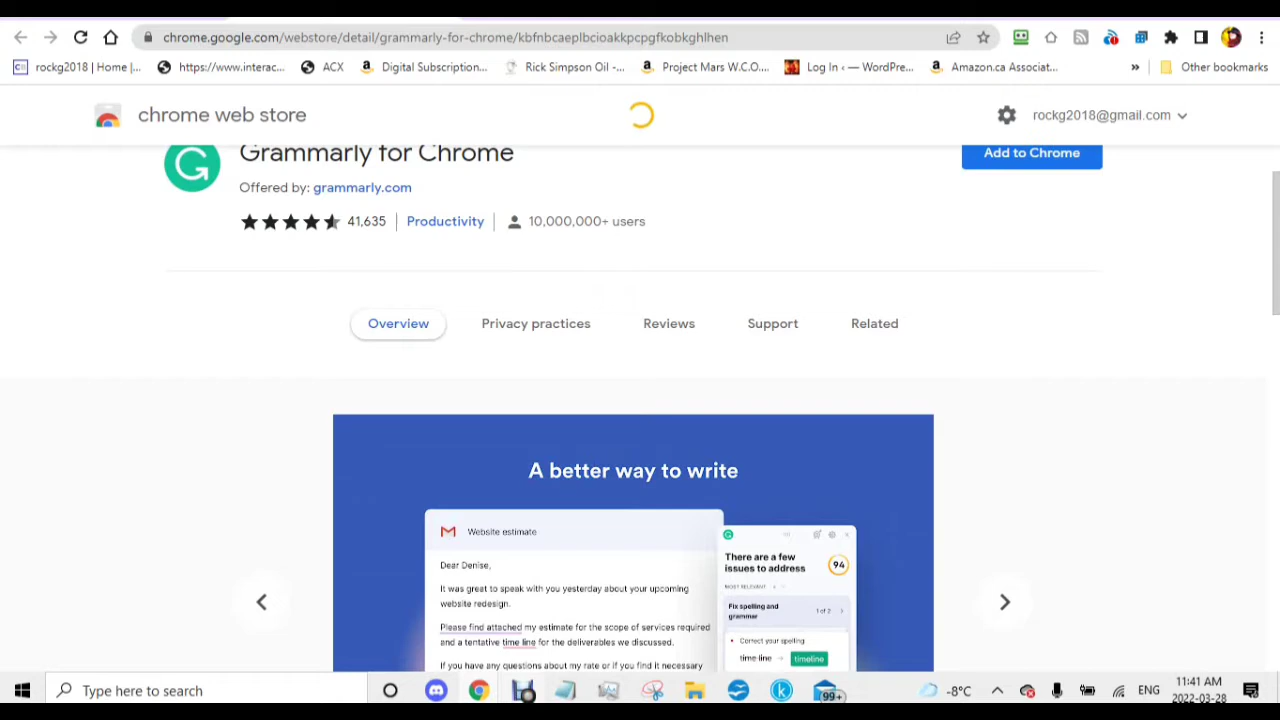 chrome.google.com/webstore/detail/grammarly-for-chrome/kbfnbcaeplbcioakkpcpgfkobkghlhen
rockg2018 | Home |...
https://www.interac...
ACX
Digital Subscription...
Rick Simpson Oil -...
Project Mars W.C.O....
Log In ‹ — WordPre...
Amazon.ca Associat...
»
Other bookmarks
chrome web store
rockg2018@gmail.com
Grammarly for Chrome
Add to Chrome
Offered by: grammarly.com
41,635
Productivity
10,000,000+ users
Overview
Privacy practices
Reviews
Support
Related
A better way to write
Website estimate
Dear Denise,
It was great to speak with you yesterday about your upcoming
website redesign.
Please find attached my estimate for the scope of services required
and a tentative time line for the deliverables we discussed.
If you have any questions about my rate or if you find it necessary
There are a few
issues to address
94
MOST RELEVANT
Fix spelling and
grammar
1 of 2
Correct your spelling
time line → timeline
Type here to search
99+
-8°C
ENG
11:41 AM
2022-03-28